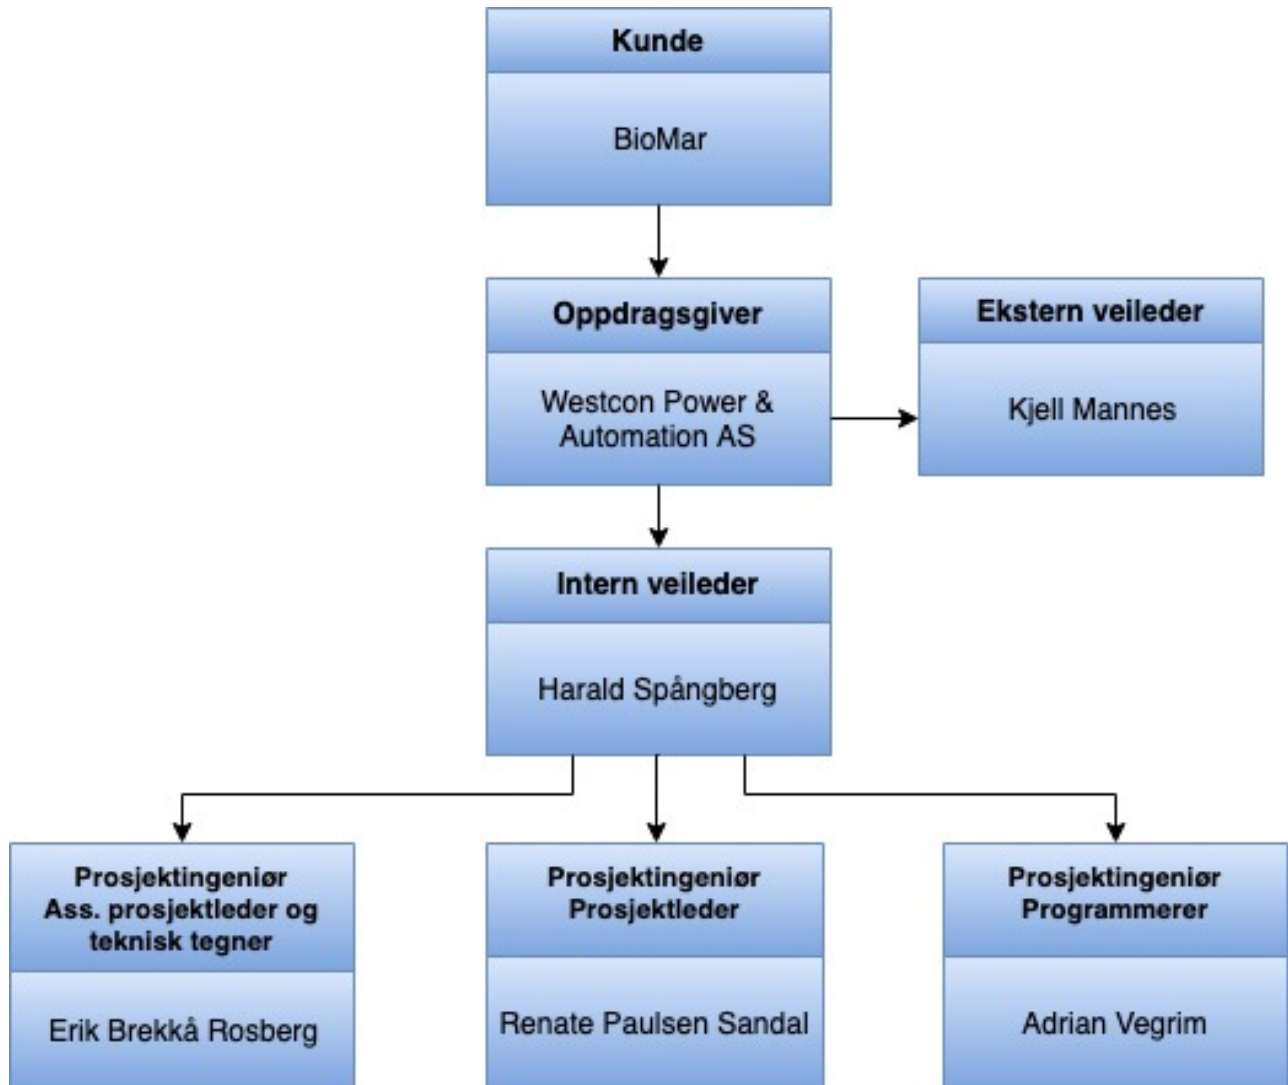 Kunde
BioMar
Oppdragsgiver
Westcon Power &
Automation AS
Ekstern veileder
Kjell Mannes
Intern veileder
Harald Spångberg
Prosjektingeniør
Ass. prosjektleder og
teknisk tegner
Erik Brekkå Rosberg
Prosjektingeniør
Prosjektleder
Renate Paulsen Sandal
Prosjektingeniør
Programmerer
Adrian Vegrim